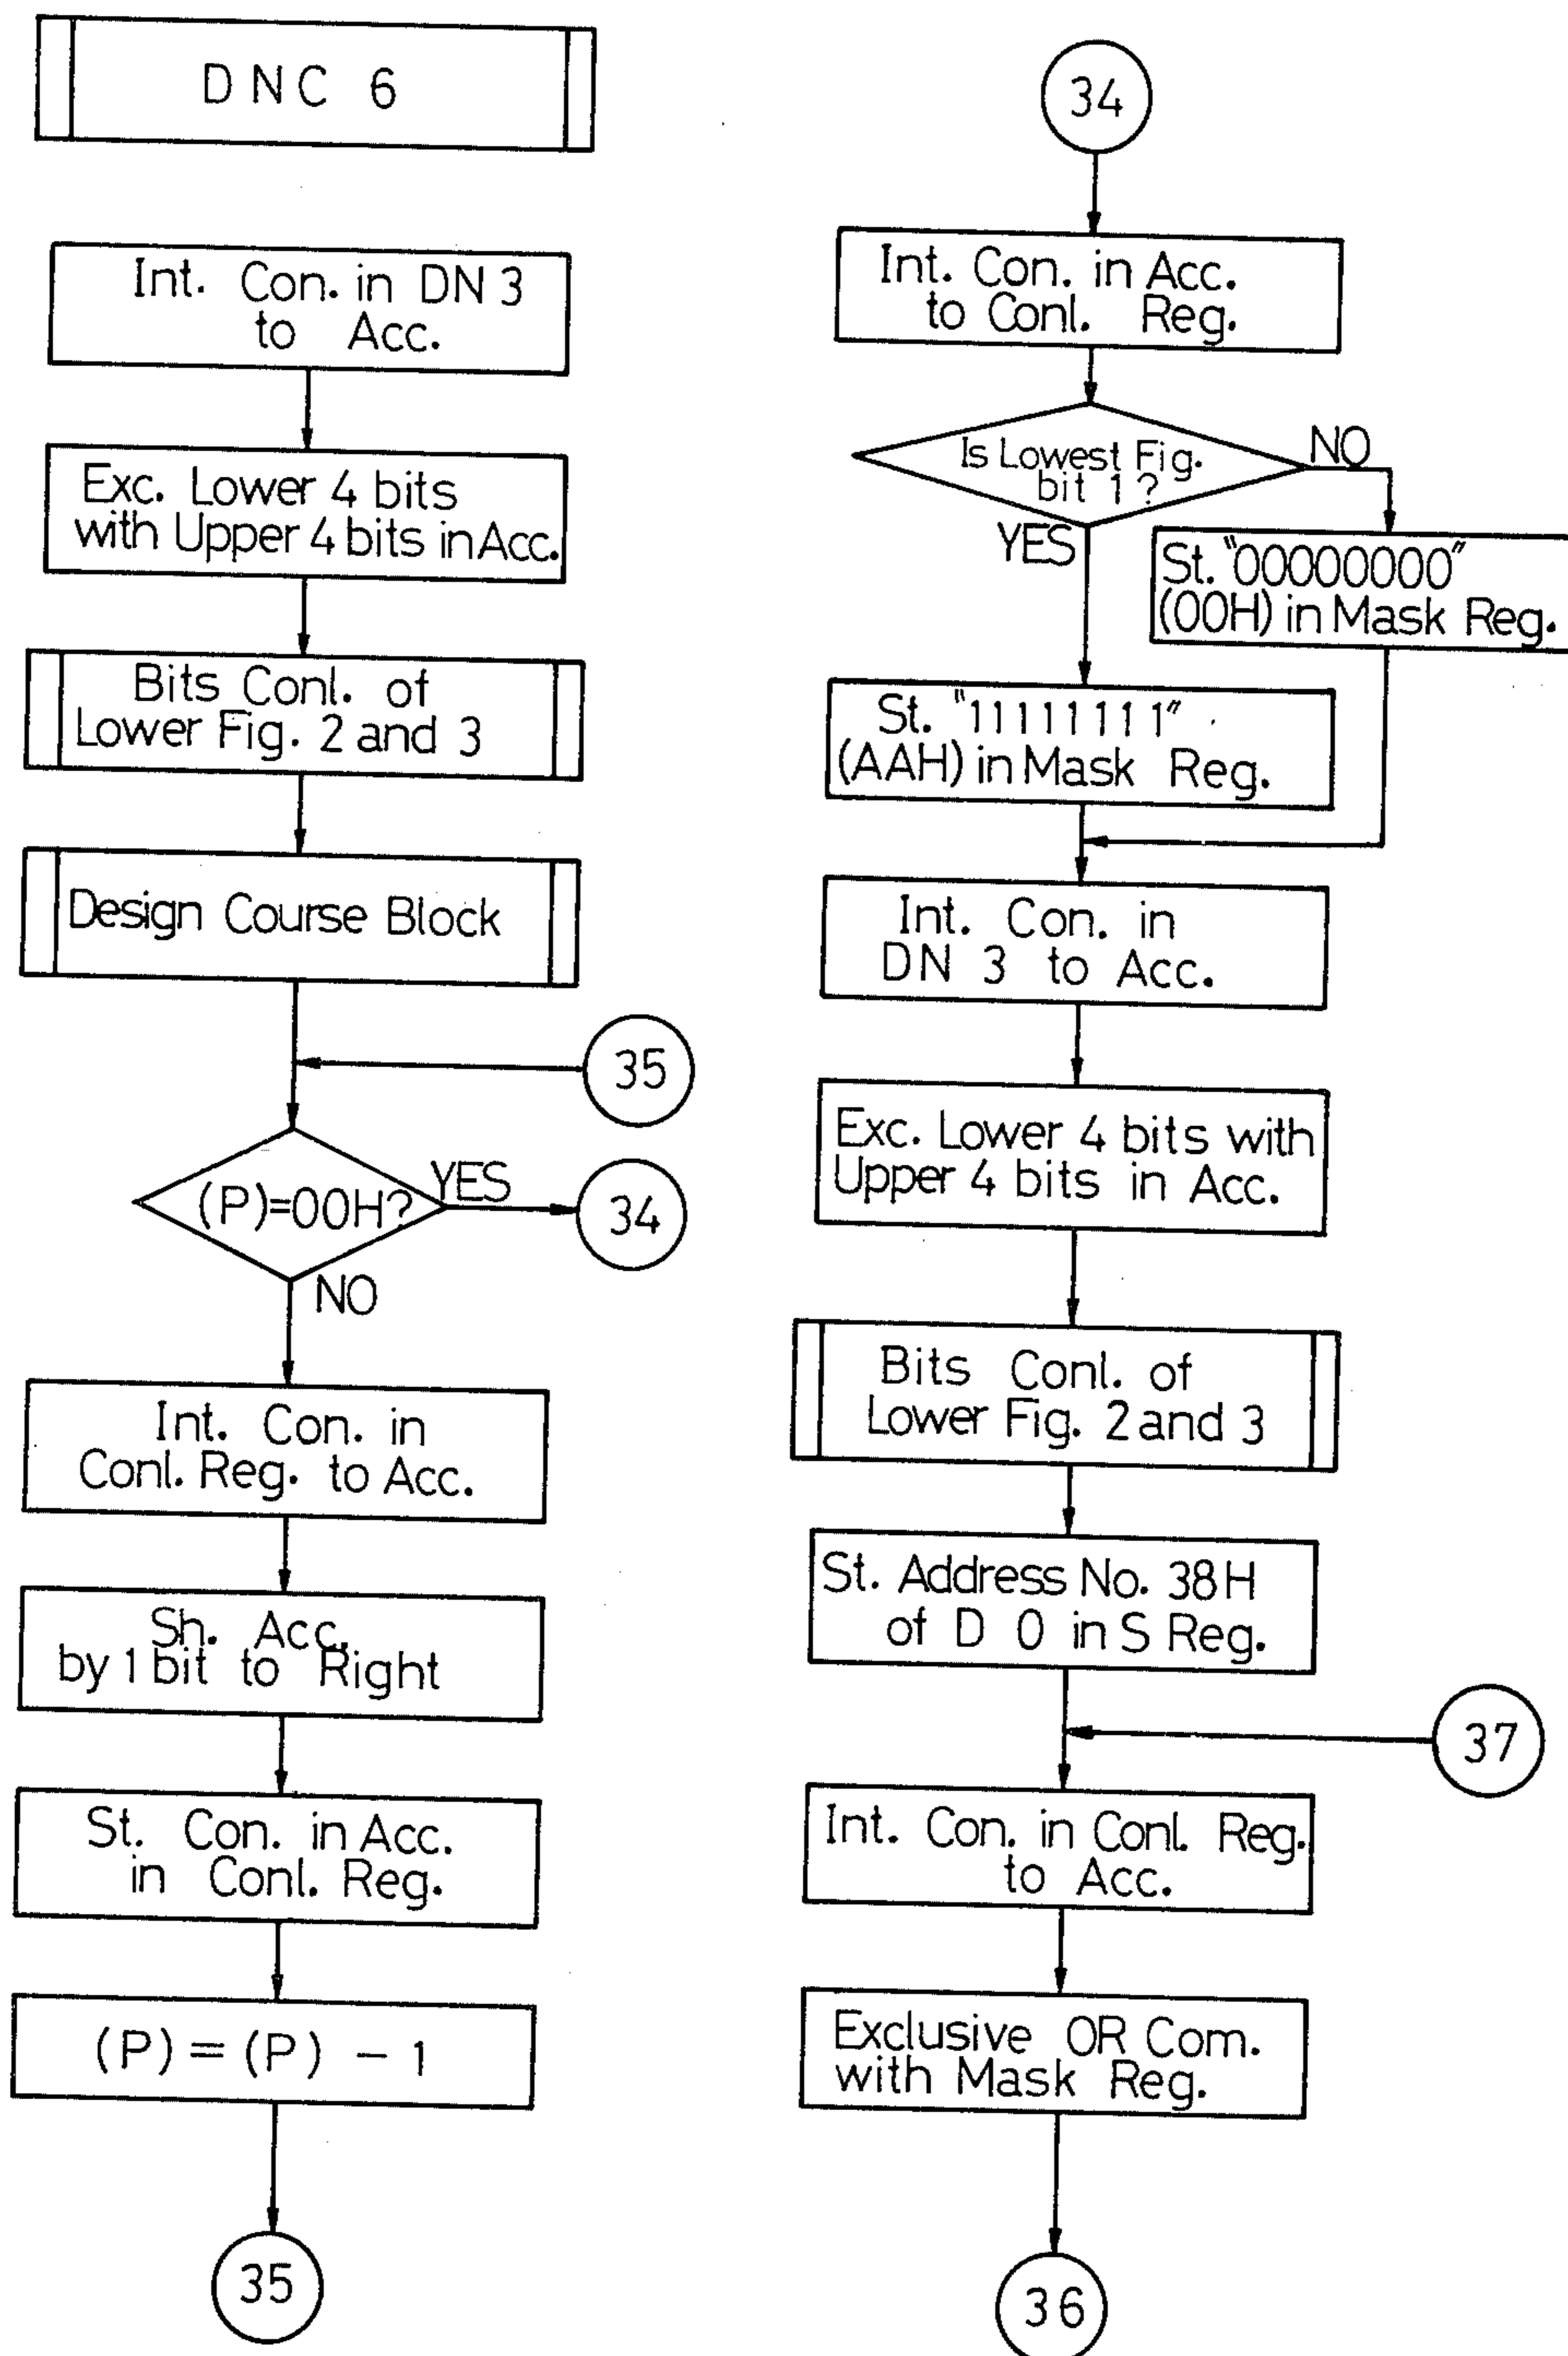 DNC 6
Int. Con. in DN 3
to Acc.
Exc. Lower 4 bits
with Upper 4 bits in Acc.
Bits Conl. of
Lower Fig. 2 and 3
Design Course Block
35
(P)=00H?
YES
34
NO
Int. Con. in
Conl. Reg. to Acc.
Sh. Acc.
by 1 bit to Right
St. Con. in Acc.
in Conl. Reg.
(P) = (P) - 1
35
34
Int. Con. in Acc.
to Conl. Reg.
Is Lowest Fig.
bit 1 ?
NO
YES
St. "00000000"
(00H) in Mask Reg.
St. "11111111"
(AAH) in Mask Reg.
Int. Con. in
DN 3 to Acc.
Exc. Lower 4 bits with
Upper 4 bits in Acc.
Bits Conl. of
Lower Fig. 2 and 3
St. Address No. 38H
of D 0 in S Reg.
37
Int. Con. in Conl. Reg.
to Acc.
Exclusive OR Com.
with Mask Reg.
36